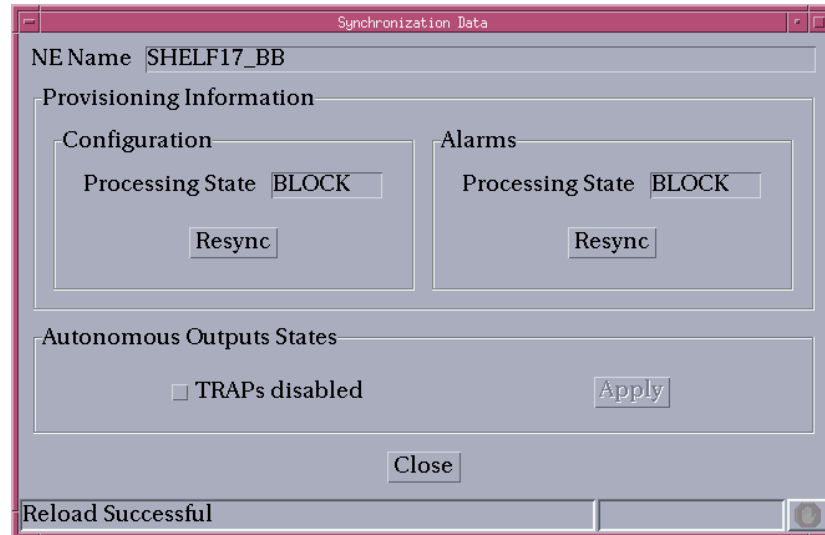 Synchronization Data
NE Name SHELF17_BB
Provisioning Information
Configuration Alarms
Processing State BLOCK Processing State BLOCK
Resync Resync
Autonomous Outputs States
TRAPs disabled Apply
Close
Reload Successful